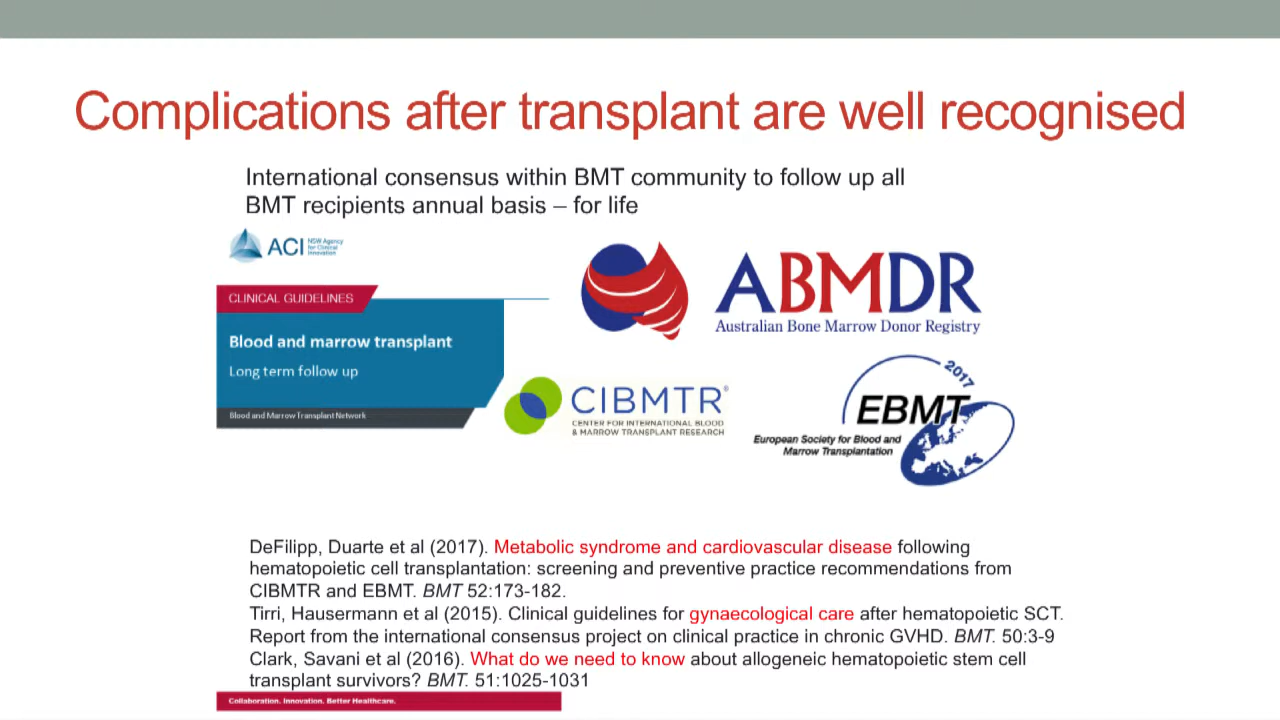 Complications after transplant are well recognised
International consensus within BMT community to follow up all
BMT recipients annual basis – for life
ACI NSW Agency
for Clinical
Innovation
CLINICAL GUIDELINES
Blood and marrow transplant
Long term follow up
Blood and Marrow Transplant Network
ABMDR
Australian Bone Marrow Donor Registry
CIBMTR®
CENTER FOR INTERNATIONAL BLOOD
& MARROW TRANSPLANT RESEARCH
2017
EBMT
European Society for Blood and
Marrow Transplantation
DeFilipp, Duarte et al (2017). Metabolic syndrome and cardiovascular disease following
hematopoietic cell transplantation: screening and preventive practice recommendations from
CIBMTR and EBMT. BMT 52:173-182.
Tirri, Hausermann et al (2015). Clinical guidelines for gynaecological care after hematopoietic SCT.
Report from the international consensus project on clinical practice in chronic GVHD. BMT. 50:3-9
Clark, Savani et al (2016). What do we need to know about allogeneic hematopoietic stem cell
transplant survivors? BMT. 51:1025-1031
Collaboration. Innovation. Better Healthcare.